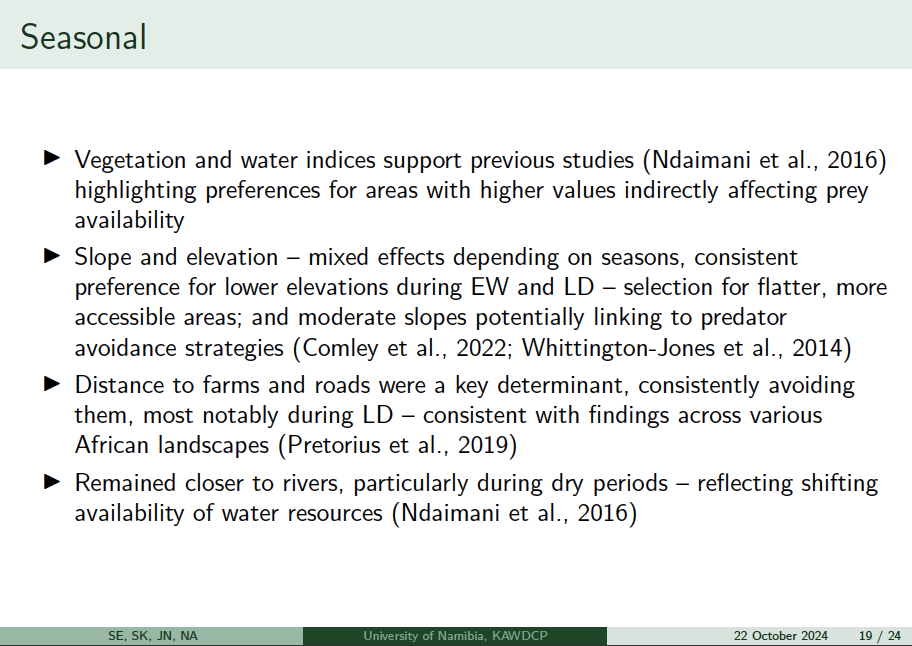 Seasonal
▶ Vegetation and water indices support previous studies (Ndaimani et al., 2016)
highlighting preferences for areas with higher values indirectly affecting prey
availability
▶ Slope and elevation – mixed effects depending on seasons, consistent
preference for lower elevations during EW and LD – selection for flatter, more
accessible areas; and moderate slopes potentially linking to predator
avoidance strategies (Comley et al., 2022; Whittington-Jones et al., 2014)
▶ Distance to farms and roads were a key determinant, consistently avoiding
them, most notably during LD – consistent with findings across various
African landscapes (Pretorius et al., 2019)
▶ Remained closer to rivers, particularly during dry periods – reflecting shifting
availability of water resources (Ndaimani et al., 2016)
SE, SK, JN, NA University of Namibia, KAWDCP 22 October 2024 19 / 24